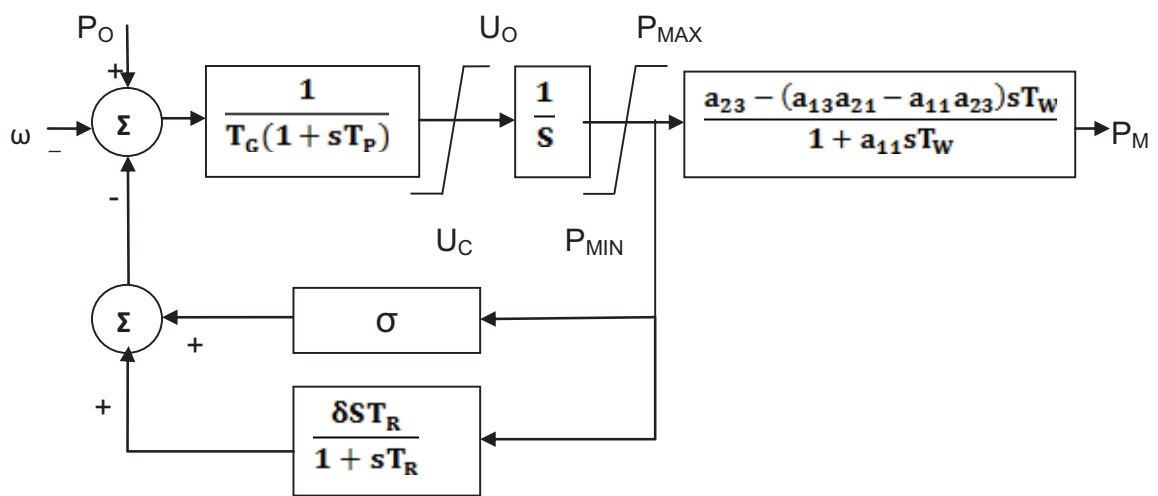 P_O
U_O
P_MAX
+
1
T_G(1 + sT_P)
1
S
a_23 − (a_13a_21 − a_11a_23)sT_W
1 + a_11sT_W
Σ
ω
−
P_M
-
U_C
P_MIN
Σ
σ
+
+
δST_R
1 + sT_R